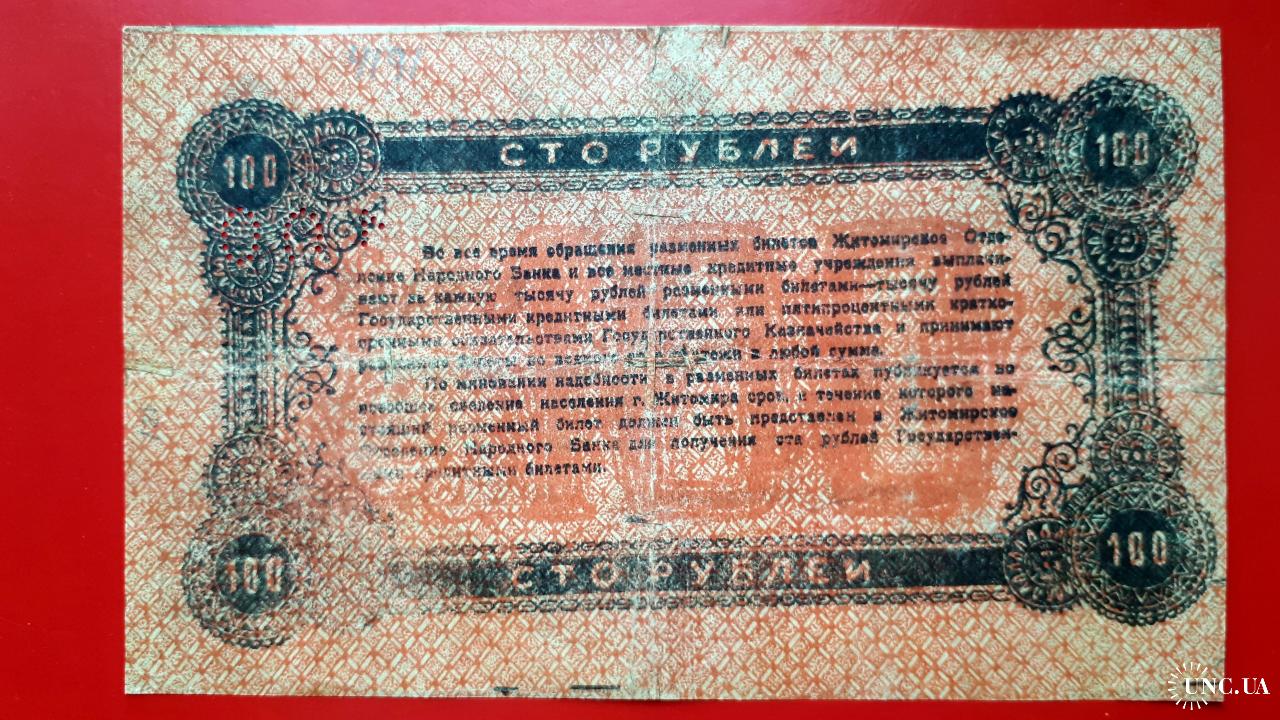 100
СТО РУБЛЕЙ
100
Во все время обращения разменных билетов Житомирское Отде-
ление Народного Банка и все местные кредитные учреждения выплачи-
вают за каждую тысячу рублей разменными билетами—тысячу рублей
Государственными кредитными билетами или пятипроцентными кратко-
срочными обязательствами Государственного Казначейства и принимают
билеты во в любой сумме.
По миновании надобности в разменных билетах публикуется во
всеобщее сведение населения г. Житомира срок, в течение которого на-
стоящий разменный билет должен быть представлен в Житомирское
Отделение Народного Банка для получения ста рублей Государствен-
ными кредитными билетами.
100
СТО РУБЛЕЙ
100
UNC.UA